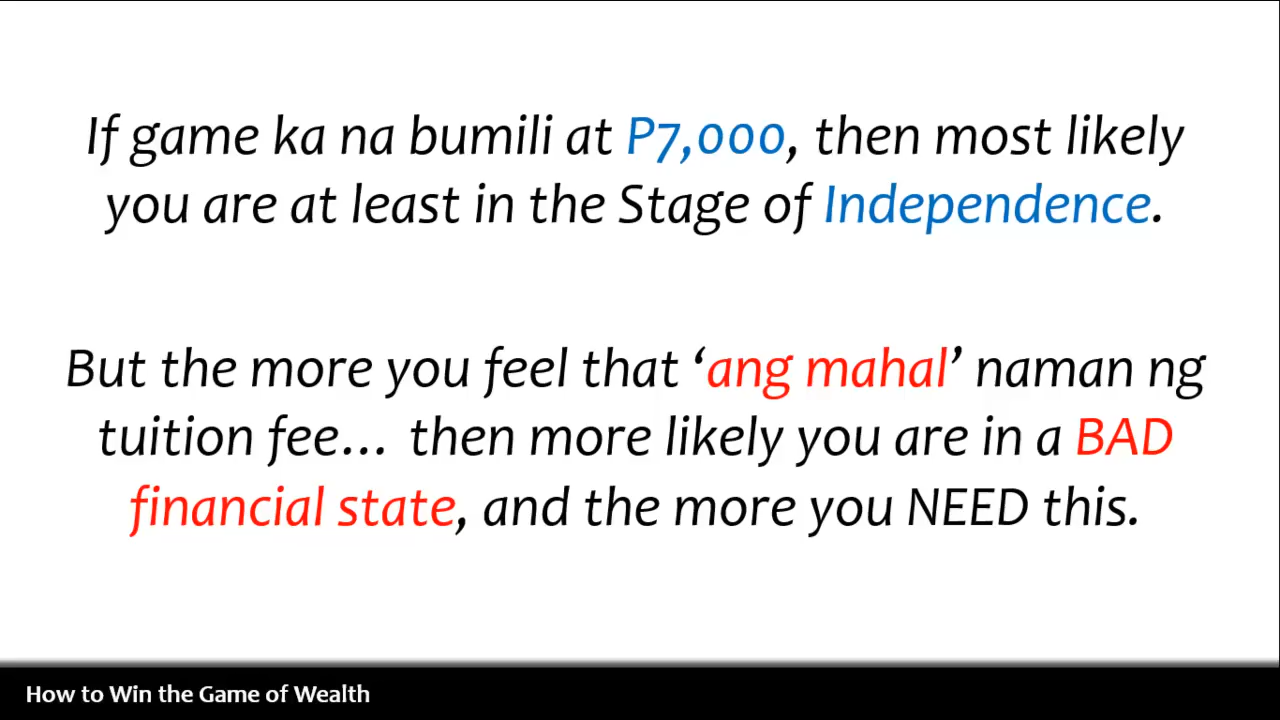 If game ka na bumili at P7,000, then most likely
you are at least in the Stage of Independence.
But the more you feel that ‘ang mahal’ naman ng
tuition fee... then more likely you are in a BAD
financial state, and the more you NEED this.
How to Win the Game of Wealth